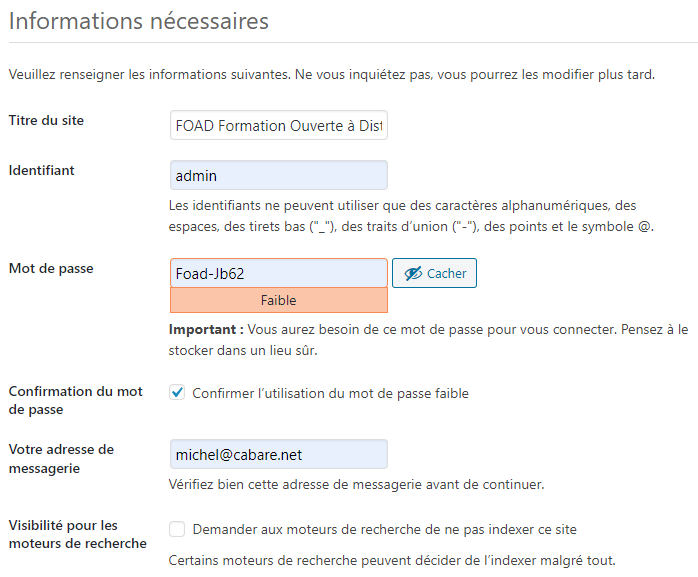 Informations nécessaires
Veuillez renseigner les informations suivantes. Ne vous inquiétez pas, vous pourrez les modifier plus tard.
Titre du site
FOAD Formation Ouverte à Dist
Identifiant
admin
Les identifiants ne peuvent utiliser que des caractères alphanumériques, des
espaces, des tirets bas ("_"), des traits d’union ("-"), des points et le symbole @.
Mot de passe
Foad-Jb62
Cacher
Faible
Important : Vous aurez besoin de ce mot de passe pour vous connecter. Pensez à le
stocker dans un lieu sûr.
Confirmation du mot
de passe
Confirmer l’utilisation du mot de passe faible
Votre adresse de
messagerie
michel@cabare.net
Vérifiez bien cette adresse de messagerie avant de continuer.
Visibilité pour les
moteurs de recherche
Demander aux moteurs de recherche de ne pas indexer ce site
Certains moteurs de recherche peuvent décider de l’indexer malgré tout.